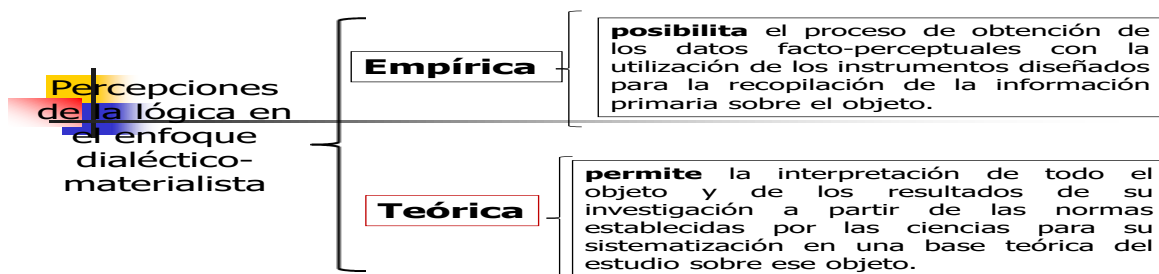 Percepciones
de la lógica en
el enfoque
dialéctico-
materialista
Empírica
posibilita el proceso de obtención de
los datos facto-perceptuales con la
utilización de los instrumentos diseñados
para la recopilación de la información
primaria sobre el objeto.
Teórica
permite la interpretación de todo el
objeto y de los resultados de su
investigación a partir de las normas
establecidas por las ciencias para su
sistematización en una base teórica del
estudio sobre ese objeto.